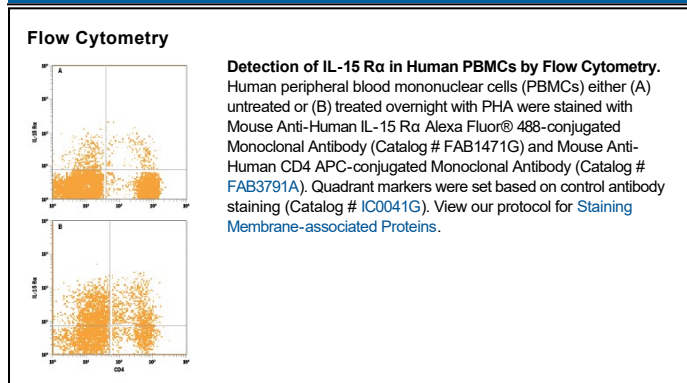 Flow Cytometry
A
IL-15 Rα
B
IL-15 Rα
CD4
Detection of IL-15 Rα in Human PBMCs by Flow Cytometry.
Human peripheral blood mononuclear cells (PBMCs) either (A)
untreated or (B) treated overnight with PHA were stained with
Mouse Anti-Human IL-15 Rα Alexa Fluor® 488-conjugated
Monoclonal Antibody (Catalog # FAB1471G) and Mouse Anti-
Human CD4 APC-conjugated Monoclonal Antibody (Catalog #
FAB3791A). Quadrant markers were set based on control antibody
staining (Catalog # IC0041G). View our protocol for Staining
Membrane-associated Proteins.